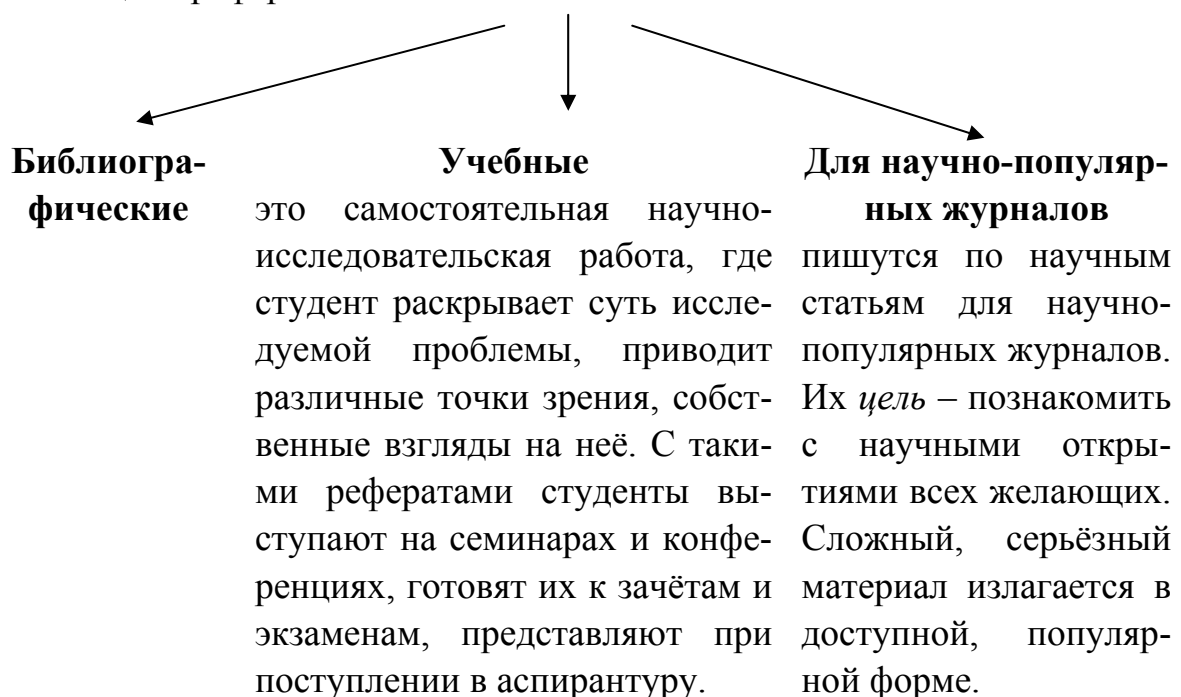 Библиогра-
фические
Учебные
это самостоятельная научно-
исследовательская работа, где
студент раскрывает суть иссле-
дуемой проблемы, приводит
различные точки зрения, собст-
венные взгляды на неё. С таки-
ми рефератами студенты вы-
ступают на семинарах и конфе-
ренциях, готовят их к зачётам и
экзаменам, представляют при
поступлении в аспирантуру.
Для научно-популяр-
ных журналов
пишутся по научным
статьям для научно-
популярных журналов.
Их цель – познакомить
с научными откры-
тиями всех желающих.
Сложный, серьёзный
материал излагается в
доступной, популяр-
ной форме.